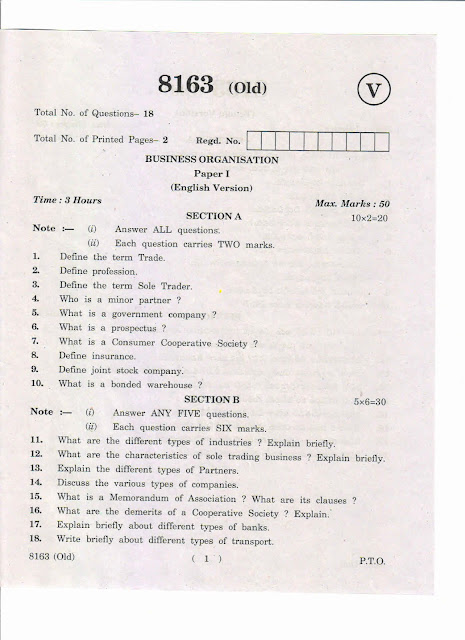 8163 (Old)
V
Total No. of Questions– 18
Total No. of Printed Pages– 2 Regd. No.
BUSINESS ORGANISATION
Paper I
(English Version)
Time : 3 Hours Max. Marks : 50
SECTION A 10×2=20
Note :— (i) Answer ALL questions.
(ii) Each question carries TWO marks.
1. Define the term Trade.
2. Define profession.
3. Define the term Sole Trader.
4. Who is a minor partner ?
5. What is a government company ?
6. What is a prospectus ?
7. What is a Consumer Cooperative Society ?
8. Define insurance.
9. Define joint stock company.
10. What is a bonded warehouse ?
SECTION B 5×6=30
Note :— (i) Answer ANY FIVE questions.
(ii) Each question carries SIX marks.
11. What are the different types of industries ? Explain briefly.
12. What are the characteristics of sole trading business ? Explain briefly.
13. Explain the different types of Partners.
14. Discuss the various types of companies.
15. What is a Memorandum of Association ? What are its clauses ?
16. What are the demerits of a Cooperative Society ? Explain.
17. Explain briefly about different types of banks.
18. Write briefly about different types of transport.
8163 (Old) ( 1 ) P.T.O.